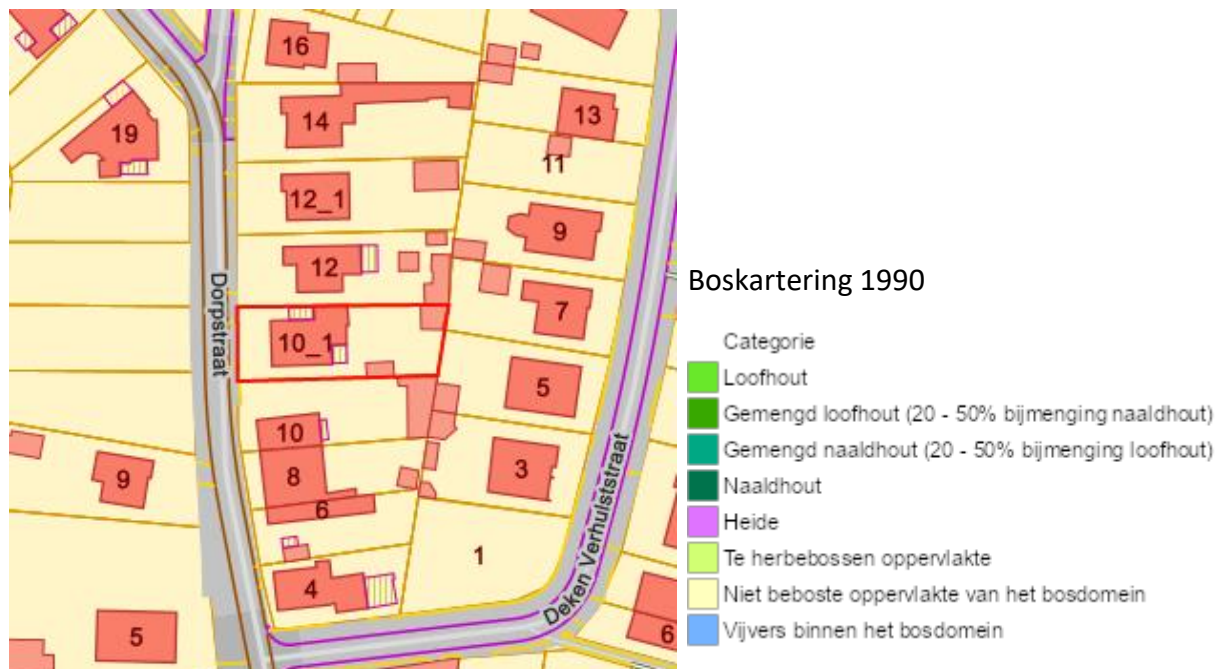 16
14
13
19
11
12_1
9
12
7
Dorpstraat
10_1
5
10
9
8
3
6
Deken Verhulststraat
1
4
5
6
Boskartering 1990
Categorie
Loofhout
Gemengd loofhout (20 - 50% bijmenging naaldhout)
Gemengd naaldhout (20 - 50% bijmenging loofhout)
Naaldhout
Heide
Te herbebossen oppervlakte
Niet beboste oppervlakte van het bosdomein
Vijvers binnen het bosdomein